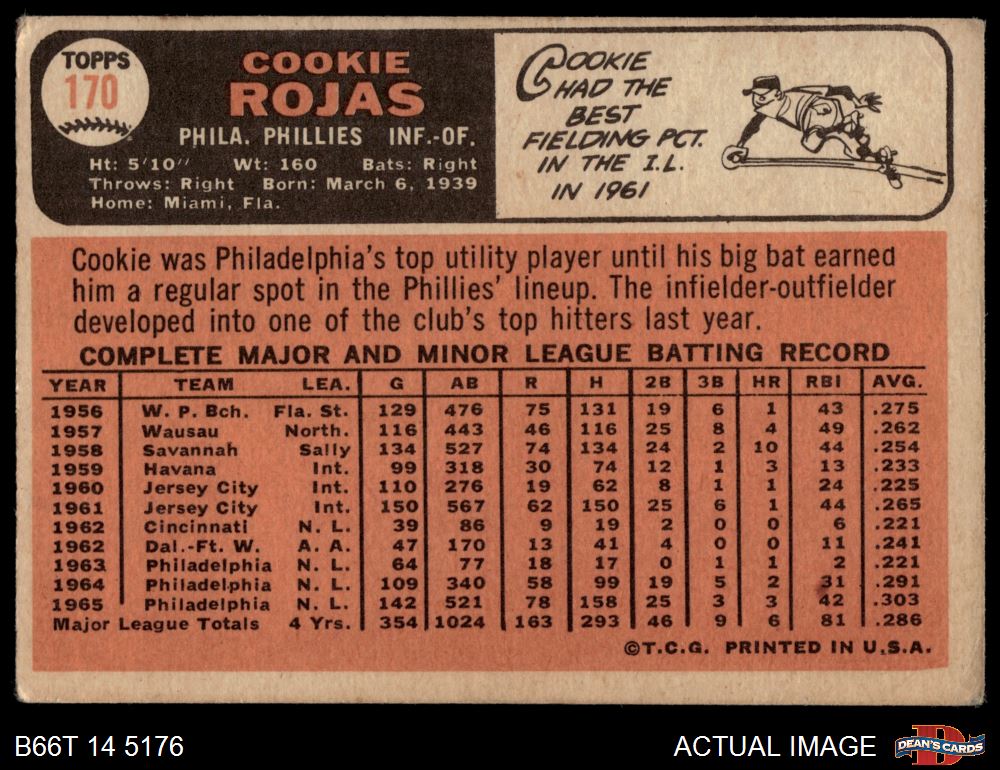 TOPPS
170
COOKIE
ROJAS
PHILA. PHILLIES INF.-OF.
Ht: 5'10" Wt: 160 Bats: Right
Throws: Right Born: March 6, 1939
Home: Miami, Fla.
COOKIE
HAD THE
BEST
FIELDING PCT.
IN THE I.L.
IN 1961
Cookie was Philadelphia's top utility player until his big bat earned
him a regular spot in the Phillies' lineup. The infielder-outfielder
developed into one of the club's top hitters last year.
COMPLETE MAJOR AND MINOR LEAGUE BATTING RECORD
YEAR TEAM LEA. G AB R H 2B 3B HR RBI AVG.
1956 W. P. Bch. Fla. St. 129 476 75 131 19 6 1 43 .275
1957 Wausau North. 116 443 46 116 25 8 4 49 .262
1958 Savannah Sally 134 527 74 134 24 2 10 44 .254
1959 Havana Int. 99 318 30 74 12 1 3 13 .233
1960 Jersey City Int. 110 276 19 62 8 1 1 24 .225
1961 Jersey City Int. 150 567 62 150 25 6 1 44 .265
1962 Cincinnati N. L. 39 86 9 19 2 0 0 6 .221
1962 Dal.-Ft. W. A. A. 47 170 13 41 4 0 0 11 .241
1963 Philadelphia N. L. 64 77 18 17 0 1 1 2 .221
1964 Philadelphia N. L. 109 340 58 99 19 5 2 31 .291
1965 Philadelphia N. L. 142 521 78 158 25 3 3 42 .303
Major League Totals 4 Yrs. 354 1024 163 293 46 9 6 81 .286
©T.C.G. PRINTED IN U.S.A.
B66T 14 5176
ACTUAL IMAGE
D
DEAN'S CARDS